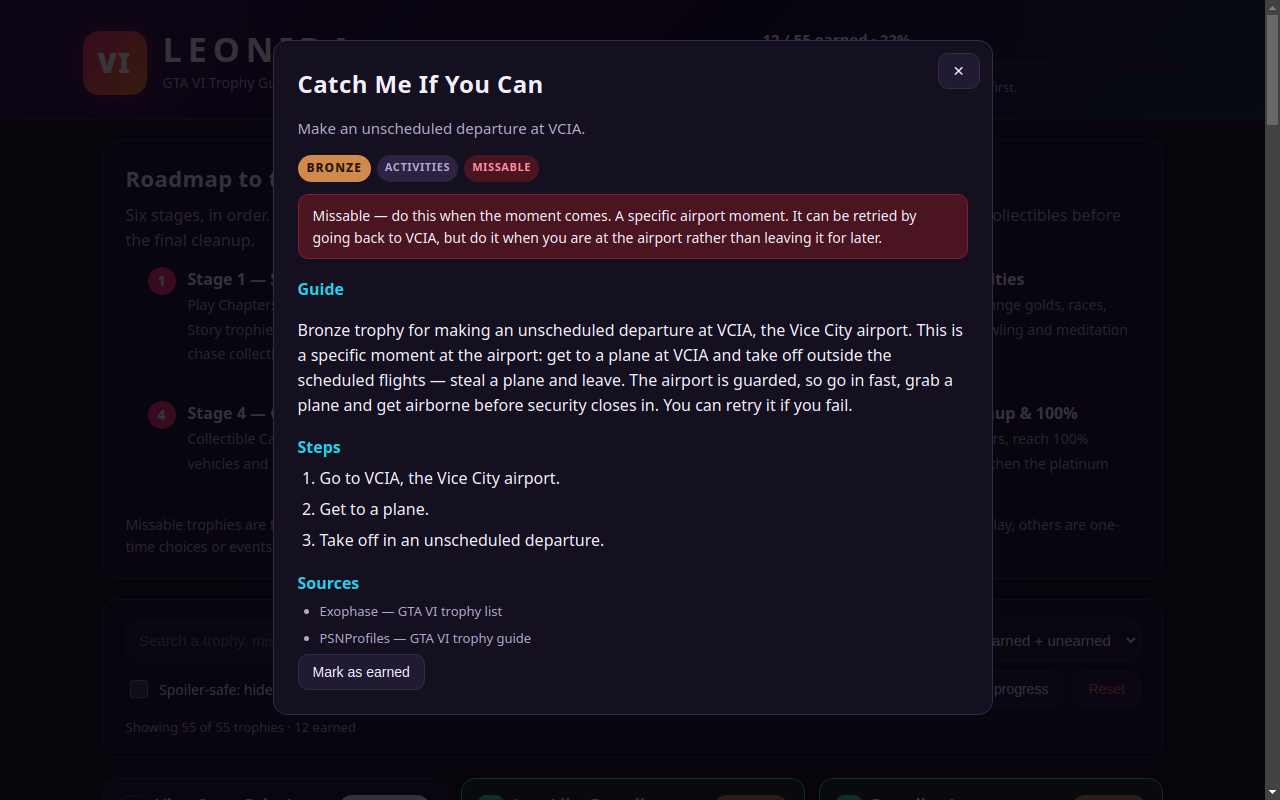 VI
LEONIDA
GTA VI Trophy Gu
12 / 55 earned · 22%
first.
Catch Me If You Can
×
Make an unscheduled departure at VCIA.
BRONZE ACTIVITIES MISSABLE
Missable — do this when the moment comes. A specific airport moment. It can be retried by
going back to VCIA, but do it when you are at the airport rather than leaving it for later.
Guide
Bronze trophy for making an unscheduled departure at VCIA, the Vice City airport. This is
a specific moment at the airport: get to a plane at VCIA and take off outside the
scheduled flights — steal a plane and leave. The airport is guarded, so go in fast, grab a
plane and get airborne before security closes in. You can retry it if you fail.
Steps
1. Go to VCIA, the Vice City airport.
2. Get to a plane.
3. Take off in an unscheduled departure.
Sources
• Exophase — GTA VI trophy list
• PSNProfiles — GTA VI trophy guide
Mark as earned
Roadmap to t
Six stages, in order.
ollectibles before
the final cleanup.
1 Stage 1 — S
Play Chapters
Story trophie
chase collecti
ities
nge golds, races,
wling and meditation
4 Stage 4 — C
Collectible Ca
vehicles and
nup & 100%
rs, reach 100%
then the platinum
Missable trophies are f
lay, others are one-
time choices or events
Search a trophy, mis
arned + unearned
Spoiler-safe: hide
progress
Reset
Showing 55 of 55 trophies · 12 earned